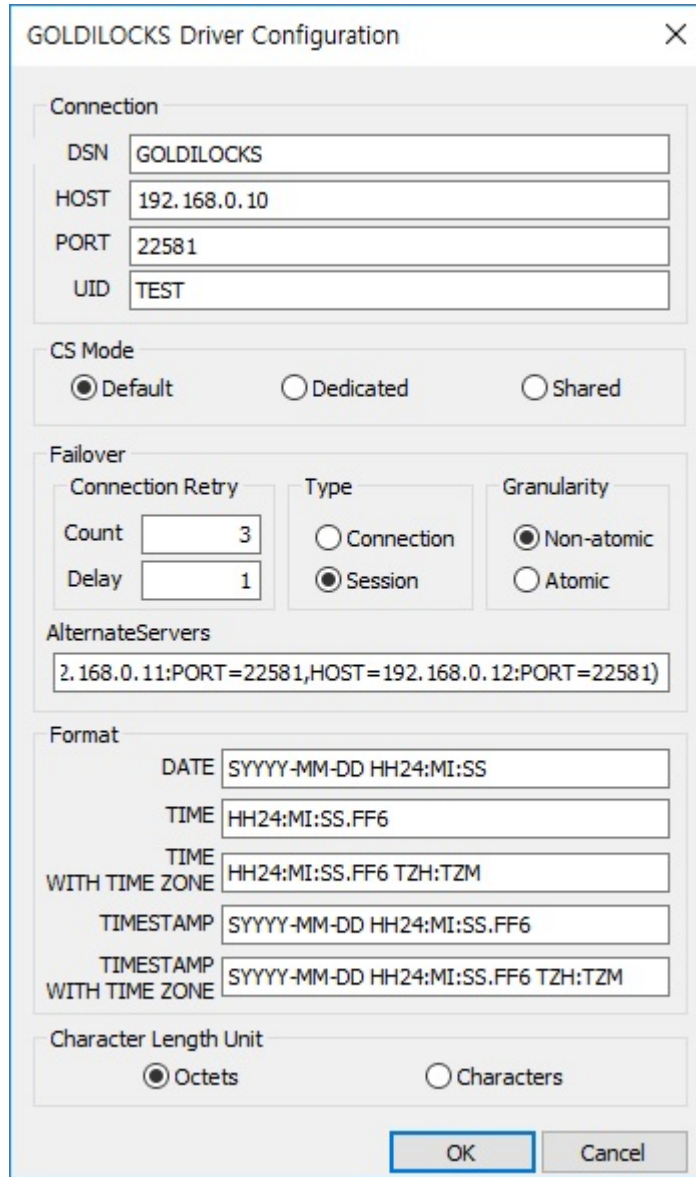 GOLDILOCKS Driver Configuration
Connection
DSN GOLDILOCKS
HOST 192.168.0.10
PORT 22581
UID TEST
CS Mode
Default Dedicated Shared
Failover
Connection Retry Type Granularity
Count 3 Connection Non-atomic
Delay 1 Session Atomic
AlternateServers
2.168.0.11:PORT=22581,HOST=192.168.0.12:PORT=22581)
Format
DATE SYYYY-MM-DD HH24:MI:SS
TIME HH24:MI:SS.FF6
TIME
WITH TIME ZONE HH24:MI:SS.FF6 TZH:TZM
TIMESTAMP SYYYY-MM-DD HH24:MI:SS.FF6
TIMESTAMP
WITH TIME ZONE SYYYY-MM-DD HH24:MI:SS.FF6 TZH:TZM
Character Length Unit
Octets Characters
OK Cancel